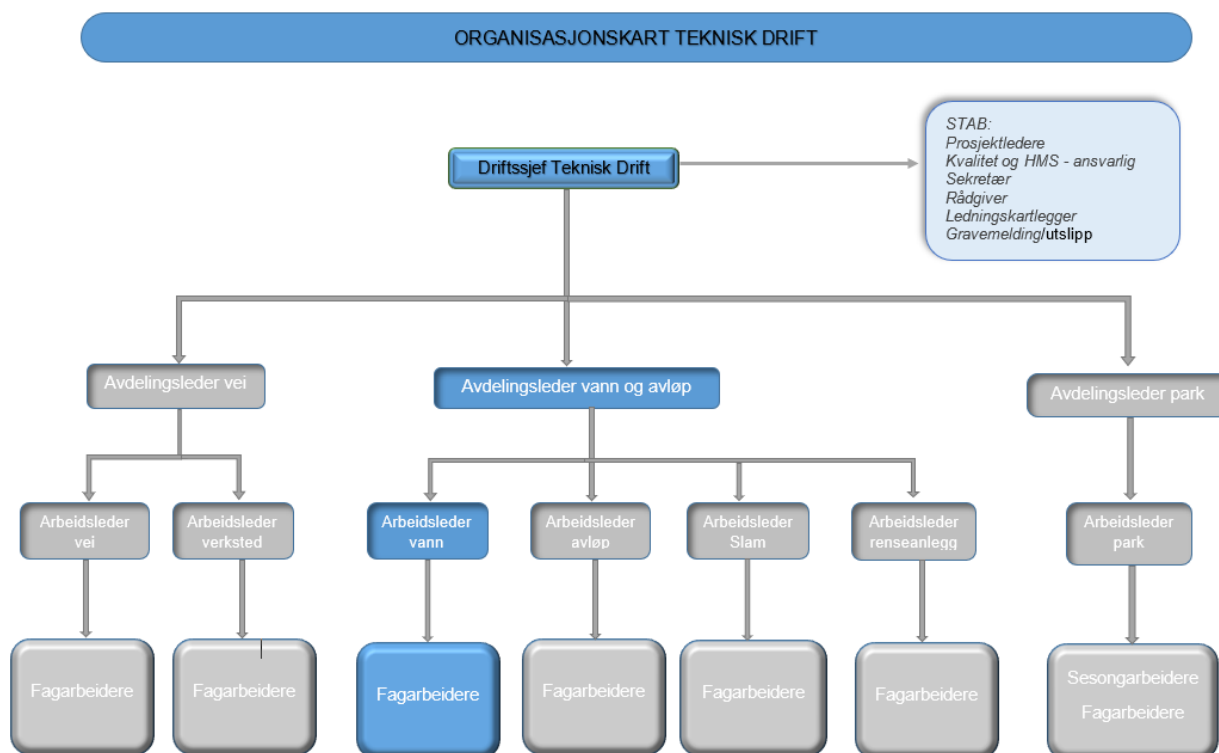 ORGANISASJONSKART TEKNISK DRIFT
STAB:
Prosjektledere
Kvalitet og HMS - ansvarlig
Sekretær
Rådgiver
Ledningskartlegger
Gravemelding/utslipp
Driftssjef Teknisk Drift
Avdelingsleder vei
Avdelingsleder vann og avløp
Avdelingsleder park
Arbeidsleder
vei
Arbeidsleder
verksted
Arbeidsleder
vann
Arbeidsleder
avløp
Arbeidsleder
Slam
Arbeidsleder
renseanlegg
Arbeidsleder
park
Fagarbeidere
Fagarbeidere
Fagarbeidere
Fagarbeidere
Fagarbeidere
Fagarbeidere
Sesongarbeidere
Fagarbeidere